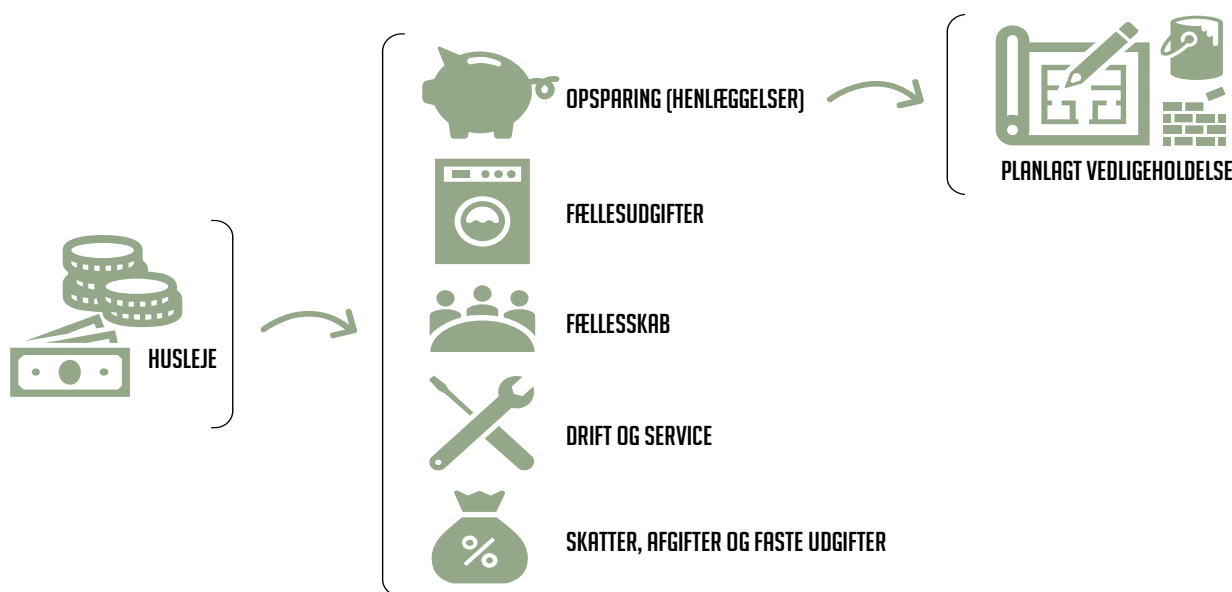 HUSLEJE
OPSPARING (HENLÆGGELSER)
FÆLLESUDGIFTER
FÆLLESSKAB
DRIFT OG SERVICE
SKATTER, AFGIFTER OG FASTE UDGIFTER
PLANLAGT VEDLIGEHOLDELSE